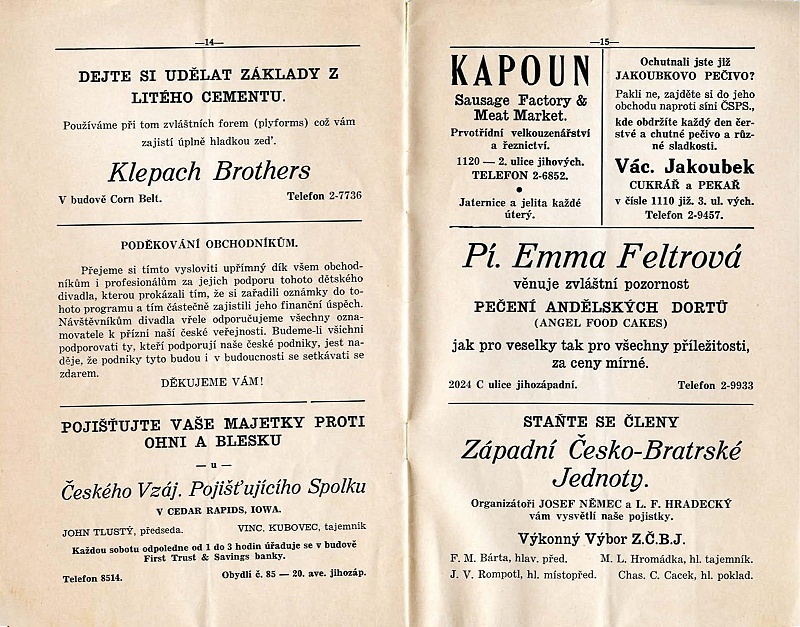 —14—
DEJTE SI UDĚLAT ZÁKLADY Z
LITÉHO CEMENTU.
Používáme při tom zvláštních forem (plyforms) což vám
zajistí úplně hladkou zeď.
Klepach Brothers
V budově Corn Belt.
Telefon 2-7736
PODĚKOVÁNÍ OBCHODNÍKŮM.
Přejeme si tímto vysloviti upřímný dík všem obchod-
níkům i profesionálům za jejich podporu tohoto dětského
divadla, kterou prokázali tím, že si zařadili oznámky do to-
hoto programu a tím částečně zajistili jeho finanční úspěch.
Návštěvníkům divadla vřele odporučujeme všechny ozna-
movatele k přízni naší české veřejnosti. Budeme-li všichni
podporovati ty, kteří podporují naše české podniky, jest na-
děje, že podniky tyto budou i v budoucnosti se setkávati se
zdarem.
DĚKUJEME VÁM!
POJIŠŤUJTE VAŠE MAJETKY PROTI
OHNI A BLESKU
— u —
Českého Vzáj. Pojišťujícího Spolku
V CEDAR RAPIDS, IOWA.
JOHN TLUSTÝ, předseda.
VINC. KUBOVEC, tajemník
Každou sobotu odpoledne od 1 do 3 hodin úřaduje se v budově
First Trust & Savings banky.
Telefon 8514.
Obydlí č. 85 — 20. ave. jihozáp.
—15—
KAPOUN
Sausage Factory &
Meat Market.
Prvotřídní velkouzenářství
a řeznictví.
1120 — 2. ulice jihových.
TELEFON 2-6852.
●
Jaternice a jelita každé
úterý.
Ochutnali jste již
JAKOUBKOVO PEČIVO?
Pakli ne, zajděte si do jeho
obchodu naproti síni ČSPS.,
kde obdržíte každý den čer-
stvé a chutné pečivo a růz-
né sladkosti.
Vác. Jakoubek
CUKRÁŘ a PEKAŘ
v čísle 1110 již. 3. ul. vých.
Telefon 2-9457.
Pí. Emma Feltrová
věnuje zvláštní pozornost
PEČENÍ ANDĚLSKÝCH DORTŮ
(ANGEL FOOD CAKES)
jak pro veselky tak pro všechny příležitosti,
za ceny mírné.
2024 C ulice jihozápadní.
Telefon 2-9933
STAŇTE SE ČLENY
Západní Česko-Bratrské
Jednoty.
Organizátoři JOSEF NĚMEC a L. F. HRADECKÝ
vám vysvětlí naše pojistky.
Výkonný Výbor Z.Č.B.J.
F. M. Bárta, hlav. před.
M. L. Hromádka, hl. tajemník.
J. V. Rompotl, hl. místopřed.
Chas. C. Cacek, hl. poklad.